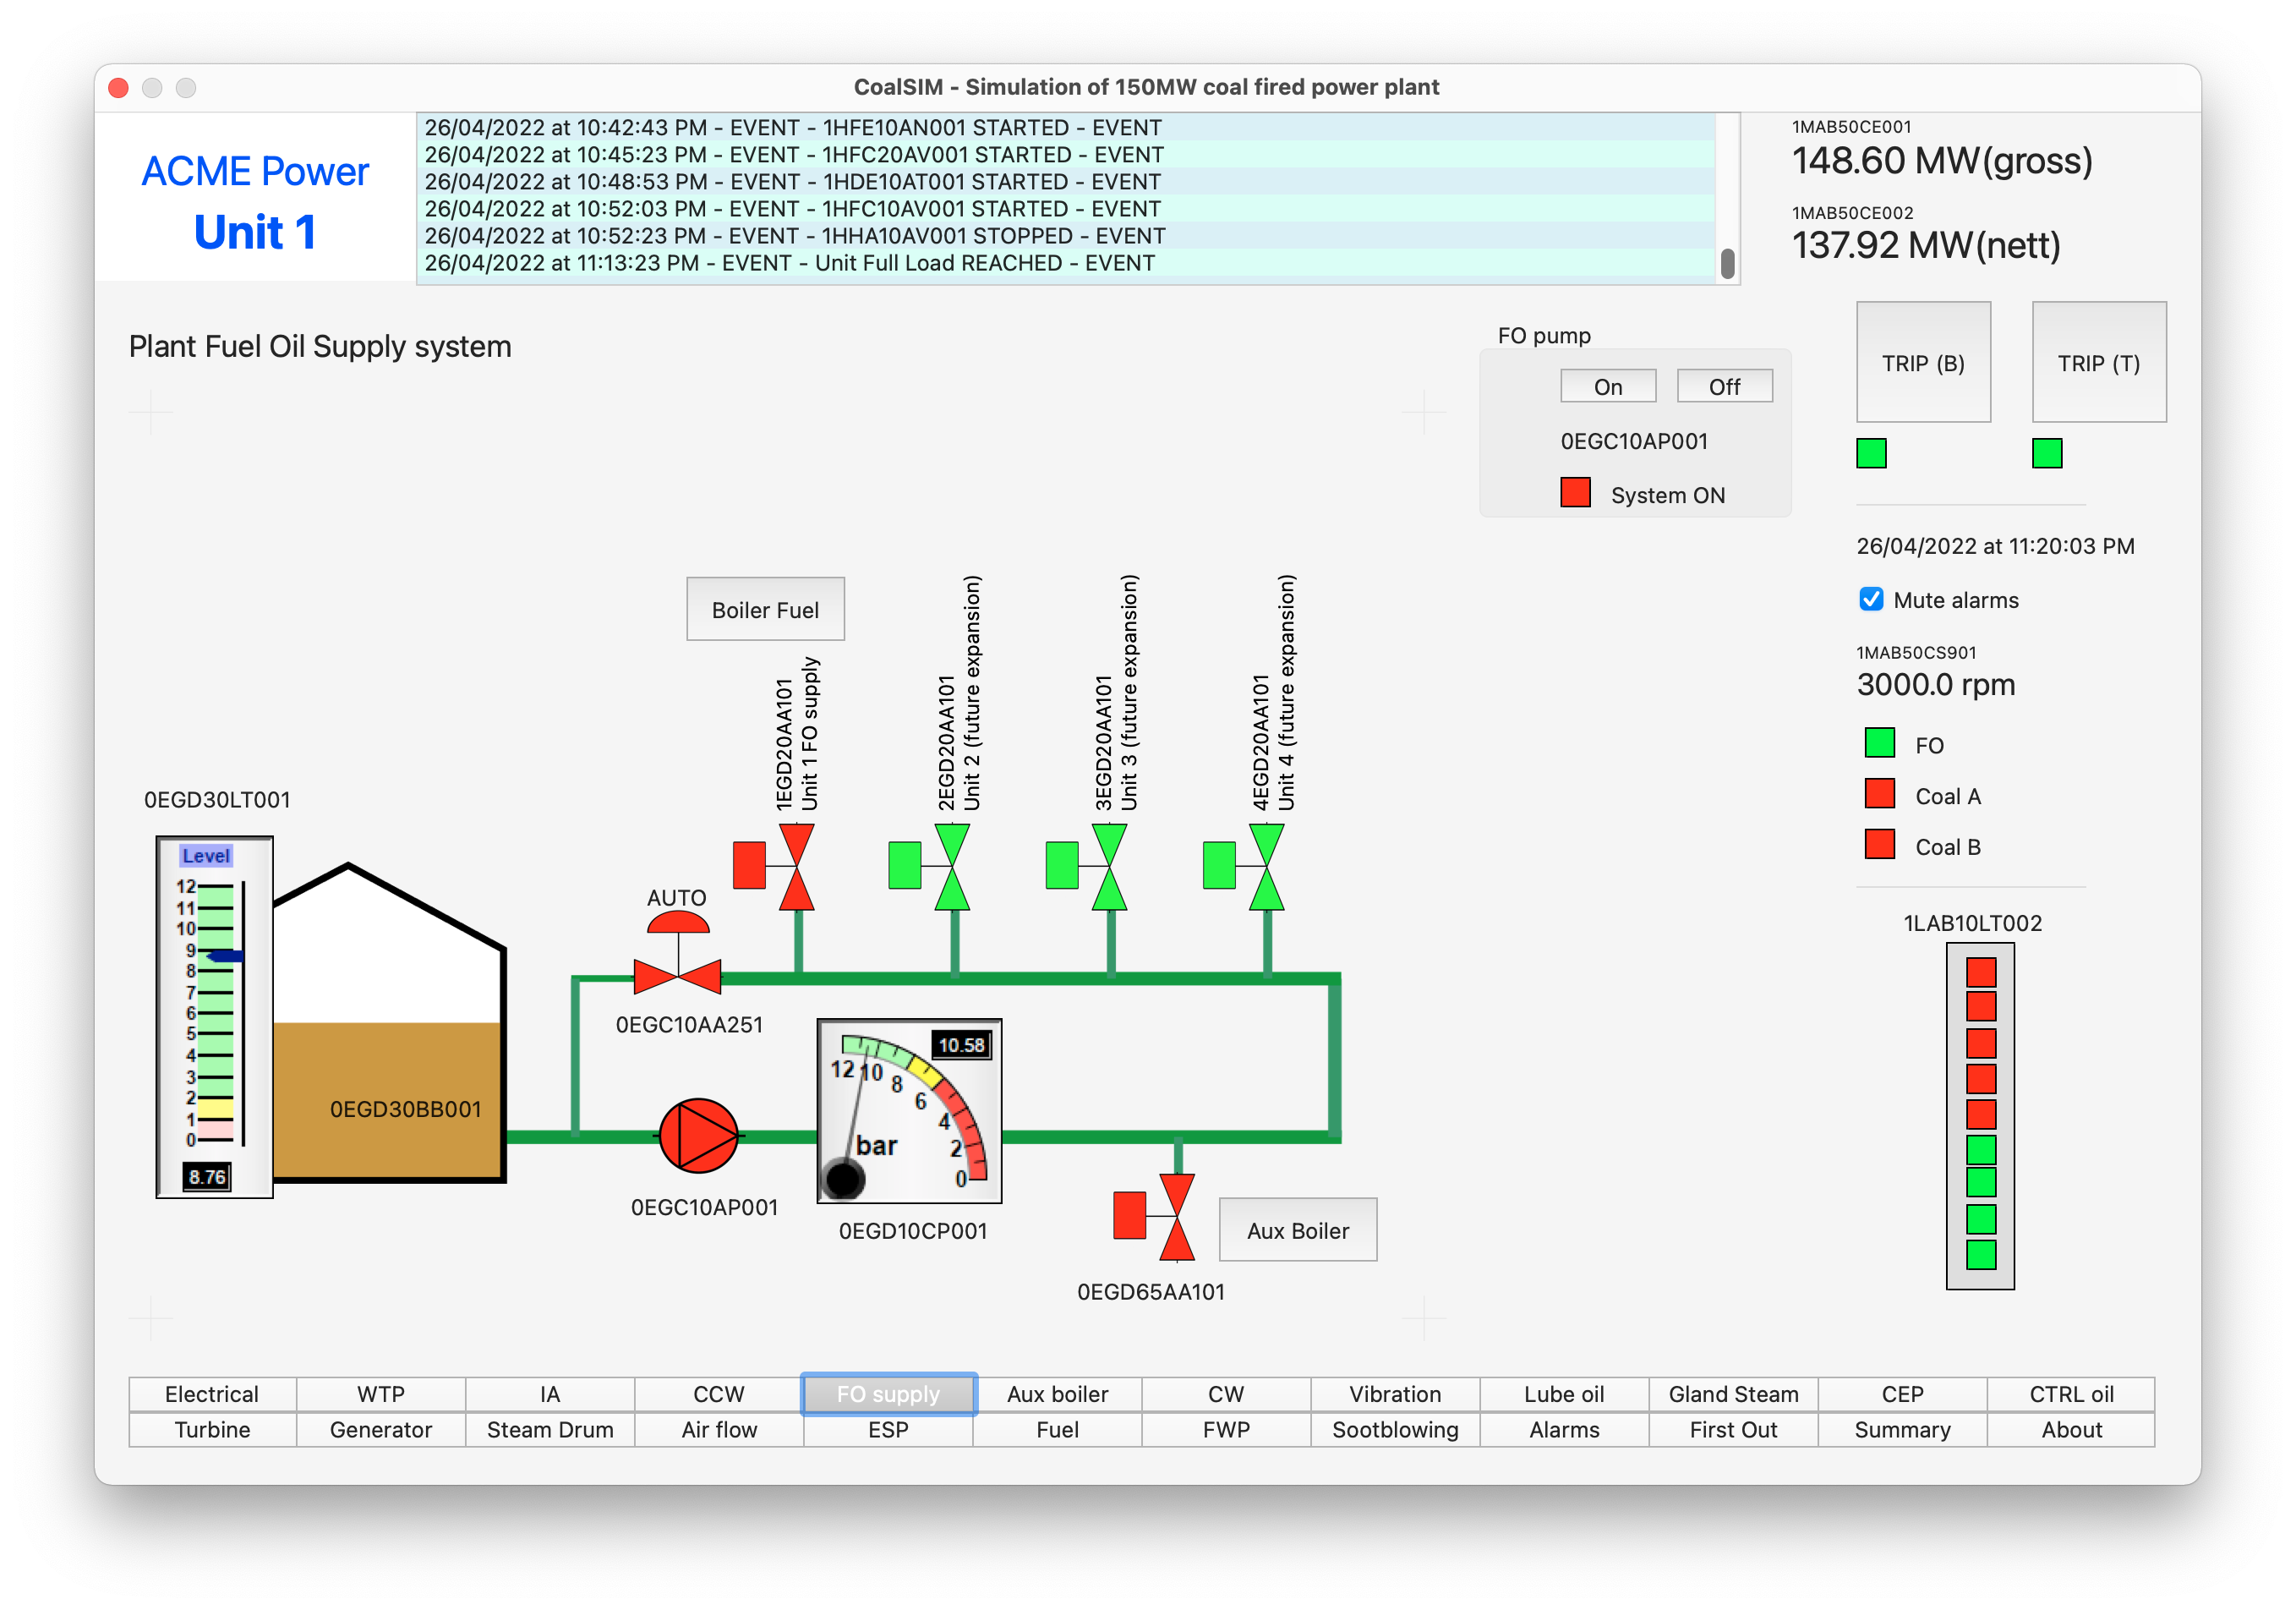 CoalSIM - Simulation of 150MW coal fired power plant
ACME Power
Unit 1
26/04/2022 at 10:42:43 PM - EVENT - 1HFE10AN001 STARTED - EVENT
26/04/2022 at 10:45:23 PM - EVENT - 1HFC20AV001 STARTED - EVENT
26/04/2022 at 10:48:53 PM - EVENT - 1HDE10AT001 STARTED - EVENT
26/04/2022 at 10:52:03 PM - EVENT - 1HFC10AV001 STARTED - EVENT
26/04/2022 at 10:52:23 PM - EVENT - 1HHA10AV001 STOPPED - EVENT
26/04/2022 at 11:13:23 PM - EVENT - Unit Full Load REACHED - EVENT
1MAB50CE001
148.60 MW(gross)
1MAB50CE002
137.92 MW(nett)
Plant Fuel Oil Supply system
FO pump
On Off
0EGC10AP001
System ON
TRIP (B) TRIP (T)
26/04/2022 at 11:20:03 PM
Mute alarms
1MAB50CS901
3000.0 rpm
FO
Coal A
Coal B
1LAB10LT002
Boiler Fuel
1EGD20AA101
Unit 1 FO supply
2EGD20AA101
Unit 2 (future expansion)
3EGD20AA101
Unit 3 (future expansion)
4EGD20AA101
Unit 4 (future expansion)
0EGD30LT001
Level
12
11
10
9
8
7
6
5
4
3
2
1
0
8.76
0EGD30BB001
AUTO
0EGC10AA251
0EGC10AP001
10.58
12 10 8 6 4 2 0
bar
0EGD10CP001
Aux Boiler
0EGD65AA101
Electrical WTP IA CCW FO supply Aux boiler CW Vibration Lube oil Gland Steam CEP CTRL oil
Turbine Generator Steam Drum Air flow ESP Fuel FWP Sootblowing Alarms First Out Summary About